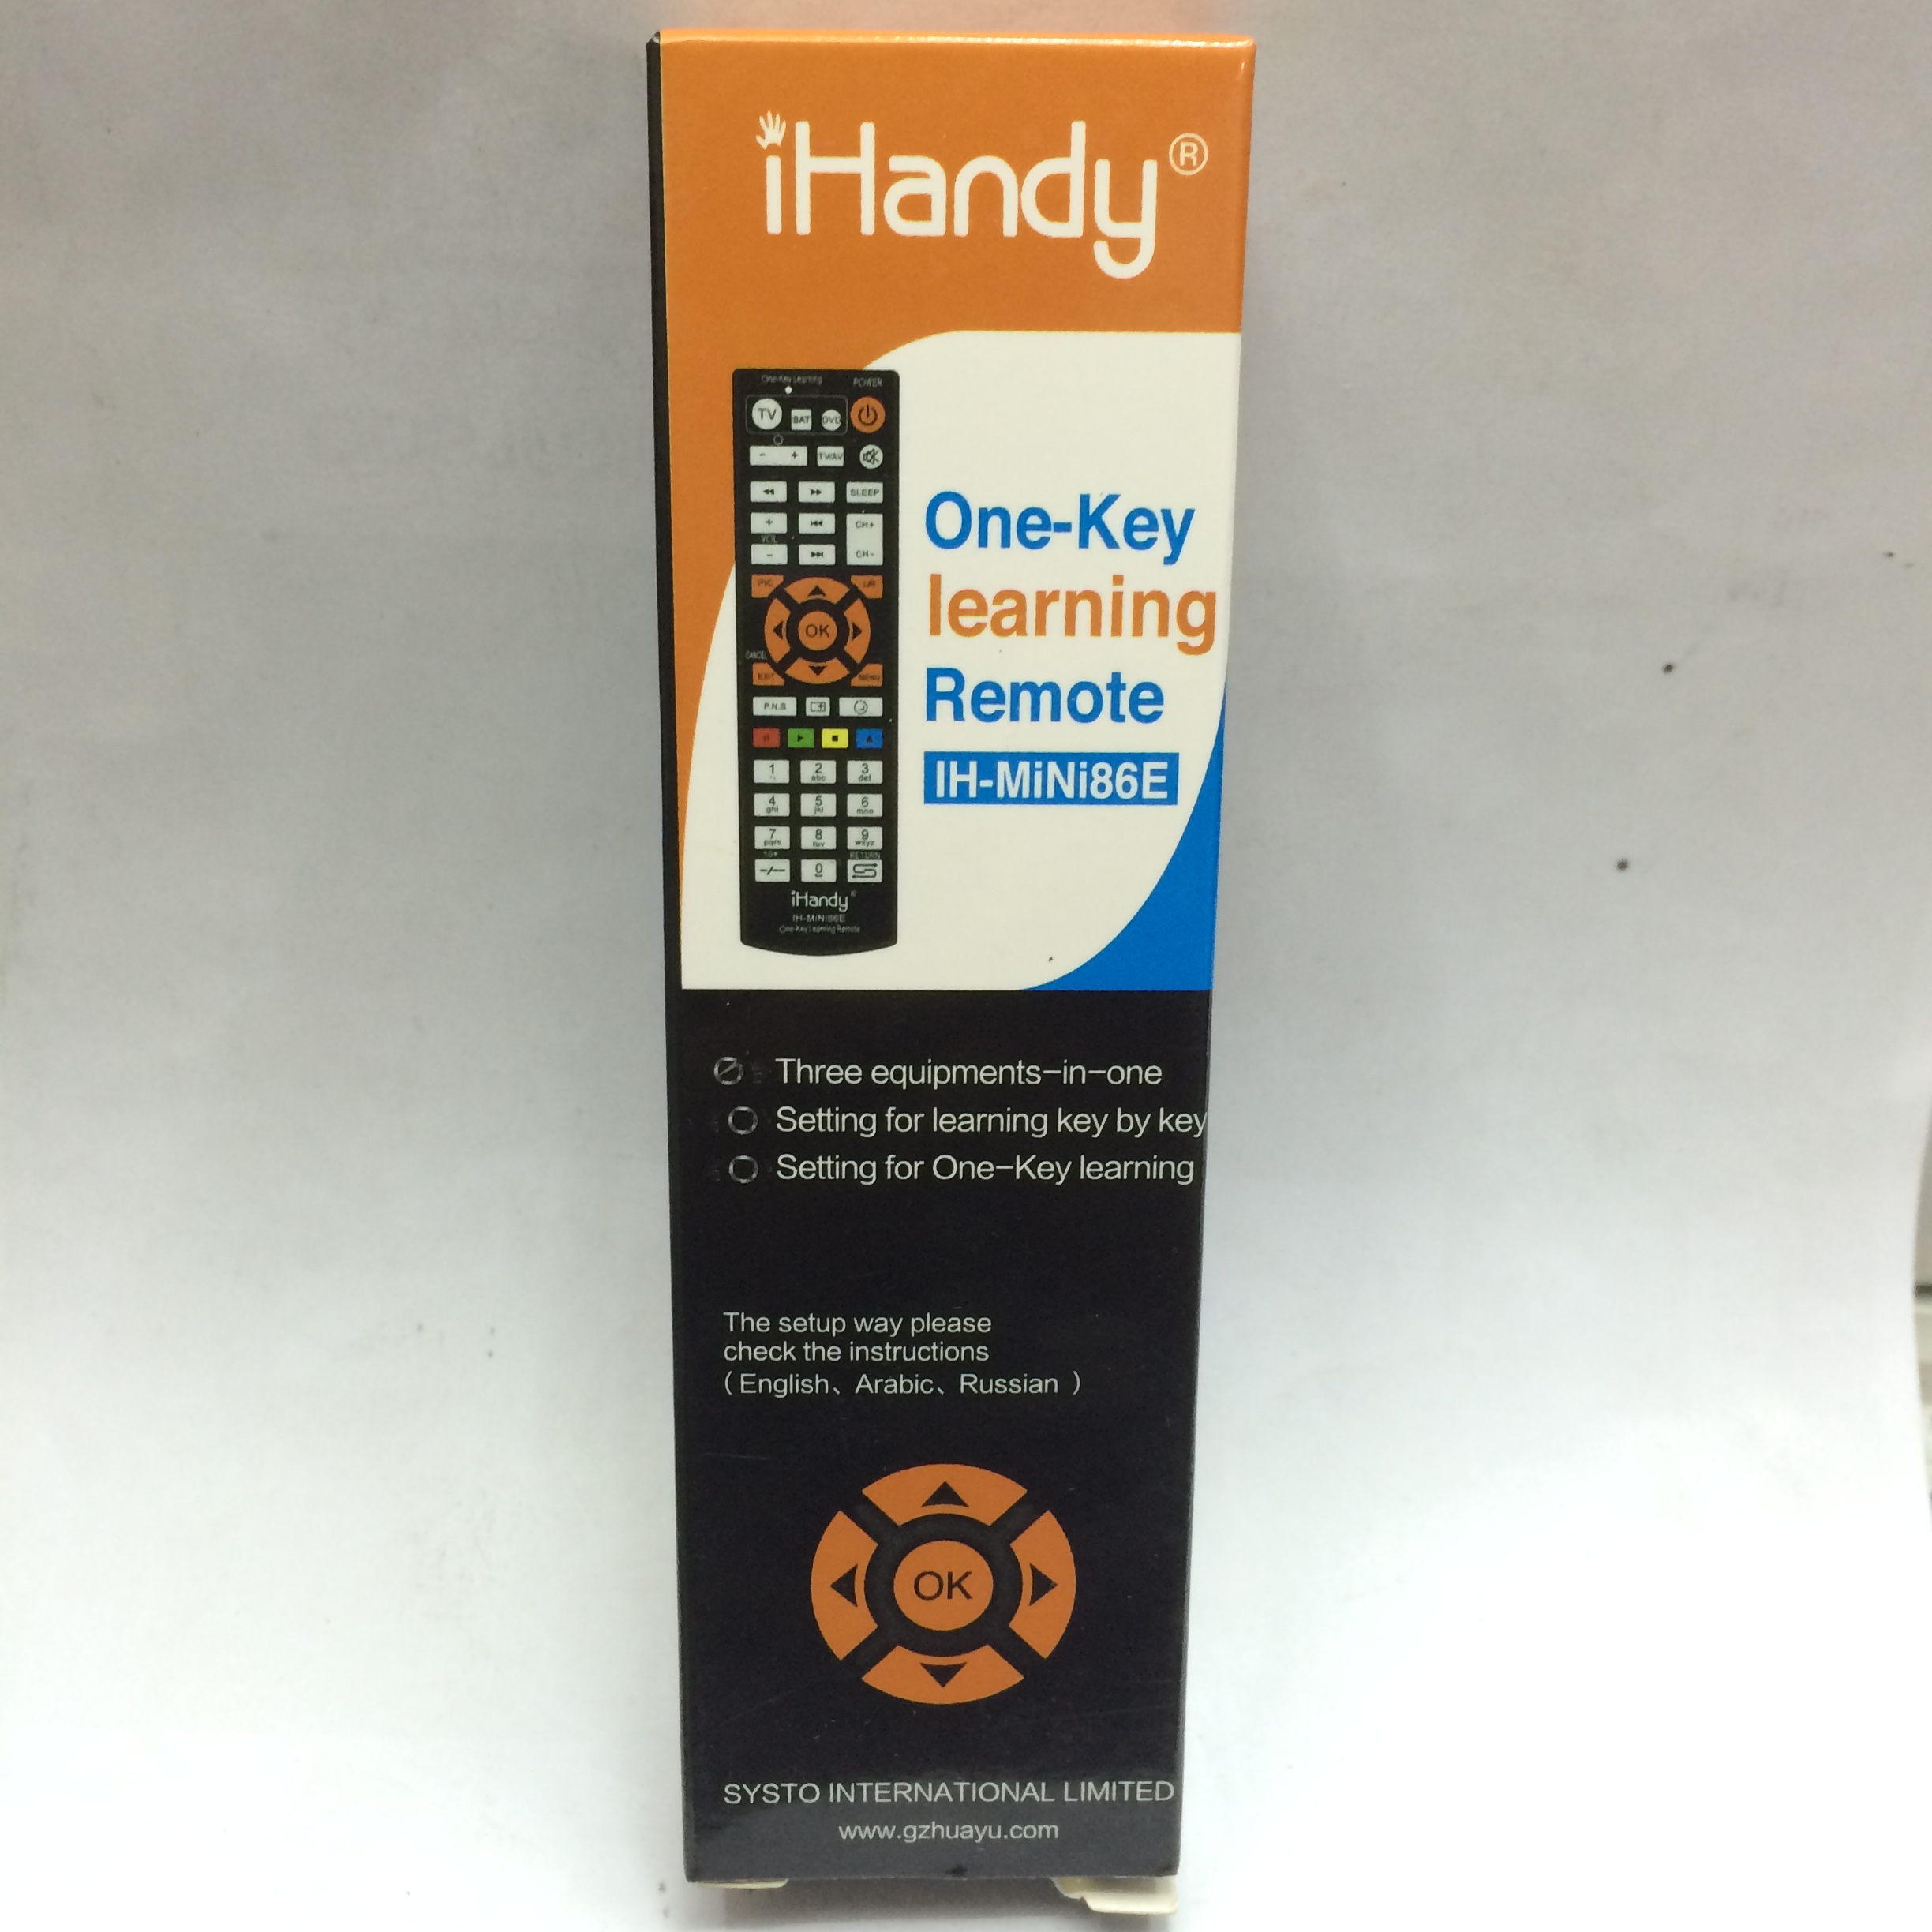 iHandy®
One-Key Learning
POWER
TV
SAT
DVD
- +
TV/AV
SLEEP
+
CH+
VOL
-
CH-
PIC
L/R
OK
CANCEL
EXIT
MENU
P.N.S
1
2 abc
3 def
4 ghi
5 jkl
6 mno
7 pqrs
8 tuv
9 wxyz
10+
RETURN
-/--
0
iHandy®
IH-MiNi86E
One-Key Learning Remote
One-Key
learning
Remote
IH-MiNi86E
Three equipments-in-one
Setting for learning key by key
Setting for One-Key learning
The setup way please
check the instructions
(English、Arabic、Russian )
OK
SYSTO INTERNATIONAL LIMITED
www.gzhuayu.com